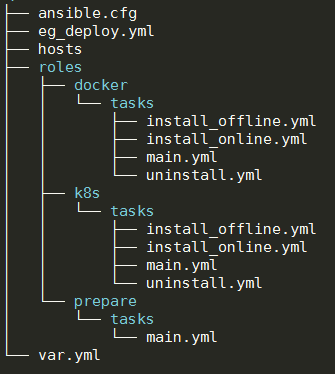 ansible.cfg
eg_deploy.yml
hosts
roles
docker
tasks
install_offline.yml
install_online.yml
main.yml
uninstall.yml
k8s
tasks
install_offline.yml
install_online.yml
main.yml
uninstall.yml
prepare
tasks
main.yml
var.yml